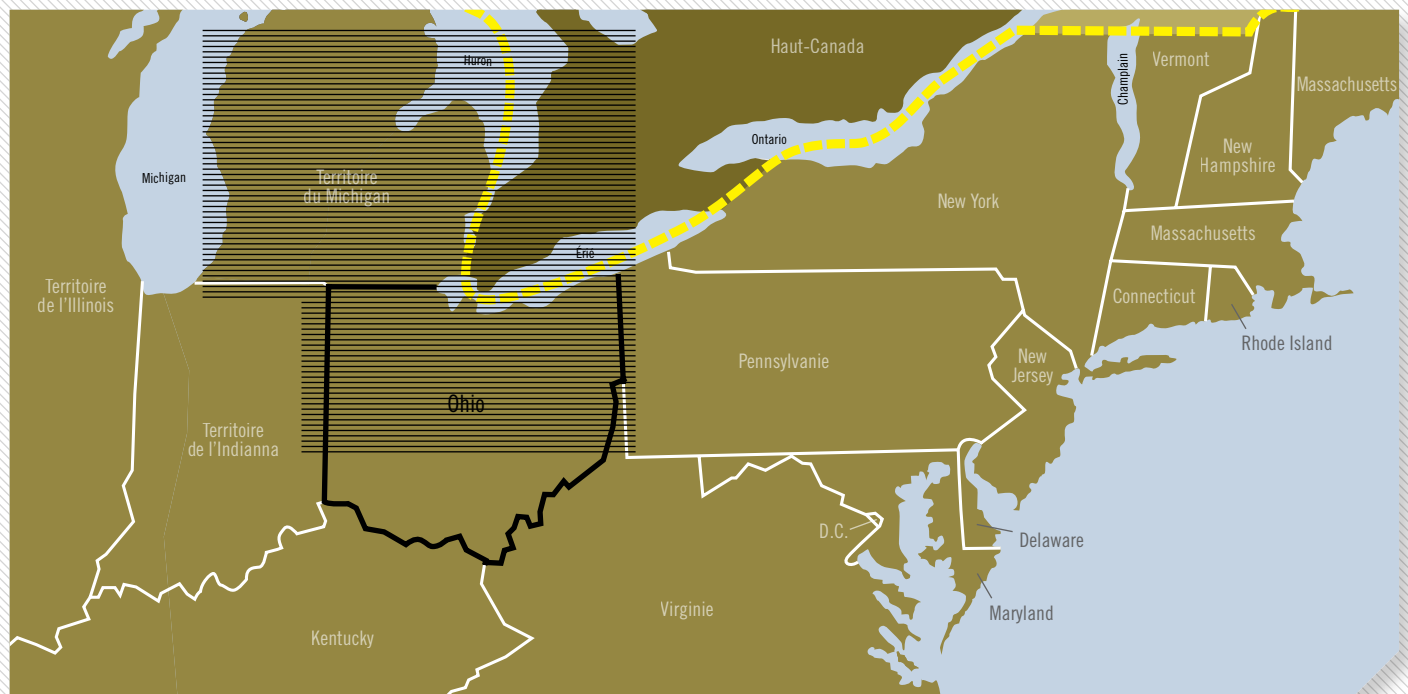 Haut-Canada
Huron
Vermont
Champlain
Massachusetts
Ontario
New
Hampshire
Michigan
Territoire
du Michigan
New York
Massachusetts
Érié
Territoire
de l'Illinois
Connecticut
Rhode Island
Pennsylvanie
New
Jersey
Ohio
Territoire
de l'Indianna
D.C.
Delaware
Virginie
Maryland
Kentucky